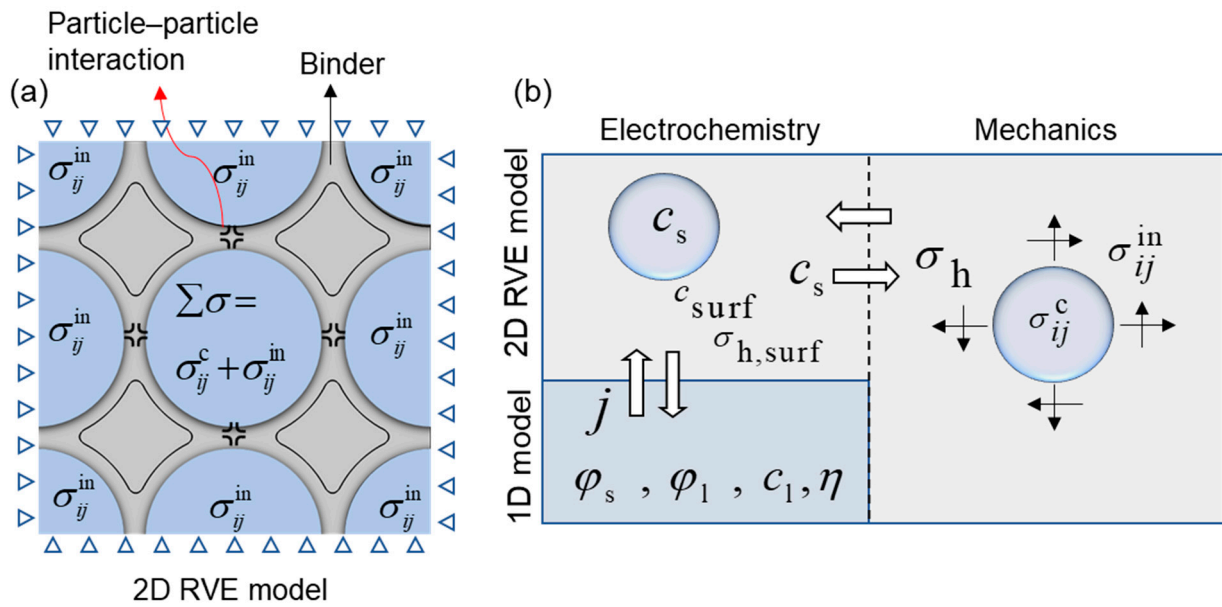 Particle–particle
interaction
Binder
(a)
σ_ij^in σ_ij^in σ_ij^in
σ_ij^in
∑σ =
σ_ij^c + σ_ij^in
σ_ij^in
σ_ij^in σ_ij^in σ_ij^in
2D RVE model
(b)
Electrochemistry Mechanics
2D RVE model
c_s
c_s
c_surf
σ_h,surf
σ_h
σ_ij^in
σ_ij^c
1D model
j
φ_s , φ_l , c_l , η